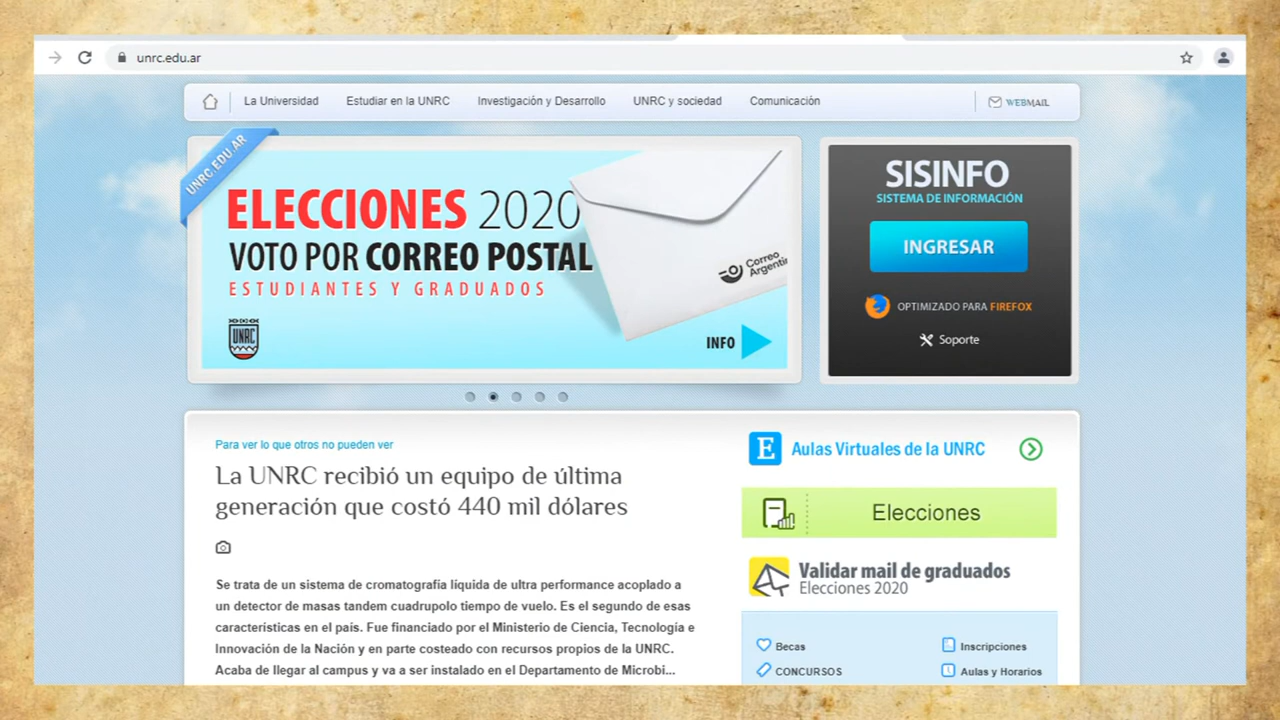 unrc.edu.ar
La Universidad
Estudiar en la UNRC
Investigación y Desarrollo
UNRC y sociedad
Comunicación
WEBMAIL
UNRC.EDU.AR
ELECCIONES 2020
VOTO POR CORREO POSTAL
ESTUDIANTES Y GRADUADOS
UNRC
Correo
INFO
SISINFO
SISTEMA DE INFORMACIÓN
INGRESAR
OPTIMIZADO PARA FIREFOX
Soporte
Para ver lo que otros no pueden ver
La UNRC recibió un equipo de última
generación que costó 440 mil dólares
Se trata de un sistema de cromatografía líquida de ultra performance acoplado a
un detector de masas tandem cuadrupolo tiempo de vuelo. Es el segundo de esas
características en el país. Fue financiado por el Ministerio de Ciencia, Tecnología e
Innovación de la Nación y en parte costeado con recursos propios de la UNRC.
Acaba de llegar al campus y va a ser instalado en el Departamento de Microbi...
E Aulas Virtuales de la UNRC
Elecciones
Validar mail de graduados
Elecciones 2020
Becas
Inscripciones
CONCURSOS
Aulas y Horarios